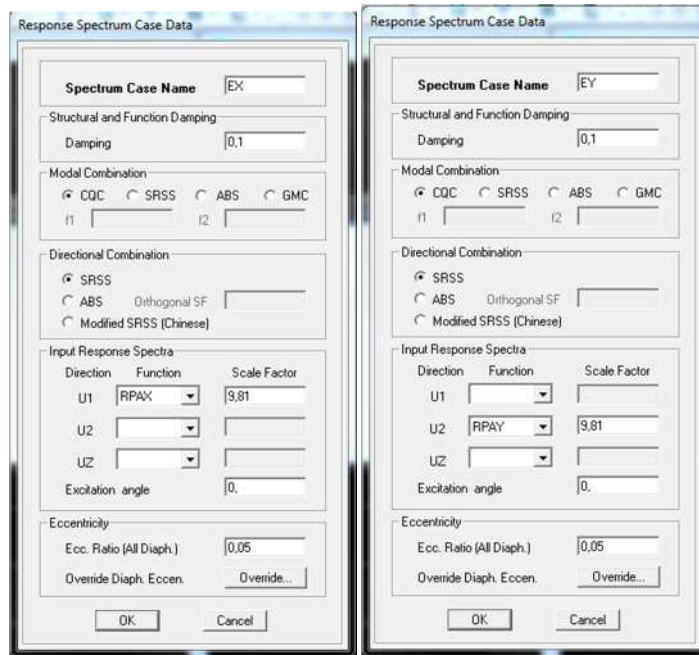 Response Spectrum Case Data
Spectrum Case Name EX
Structural and Function Damping
Damping 0,1
Modal Combination
CQC SRSS ABS GMC
f1 f2
Directional Combination
SRSS
ABS Orthogonal SF
Modified SRSS (Chinese)
Input Response Spectra
Direction Function Scale Factor
U1 RPAX 9,81
U2
UZ
Excitation angle 0,
Eccentricity
Ecc. Ratio (All Diaph.) 0,05
Override Diaph. Eccen. Override...
OK Cancel
Response Spectrum Case Data
Spectrum Case Name EY
Structural and Function Damping
Damping 0,1
Modal Combination
CQC SRSS ABS GMC
f1 f2
Directional Combination
SRSS
ABS Orthogonal SF
Modified SRSS (Chinese)
Input Response Spectra
Direction Function Scale Factor
U1
U2 RPAY 9,81
UZ
Excitation angle 0,
Eccentricity
Ecc. Ratio (All Diaph.) 0,05
Override Diaph. Eccen. Override...
OK Cancel